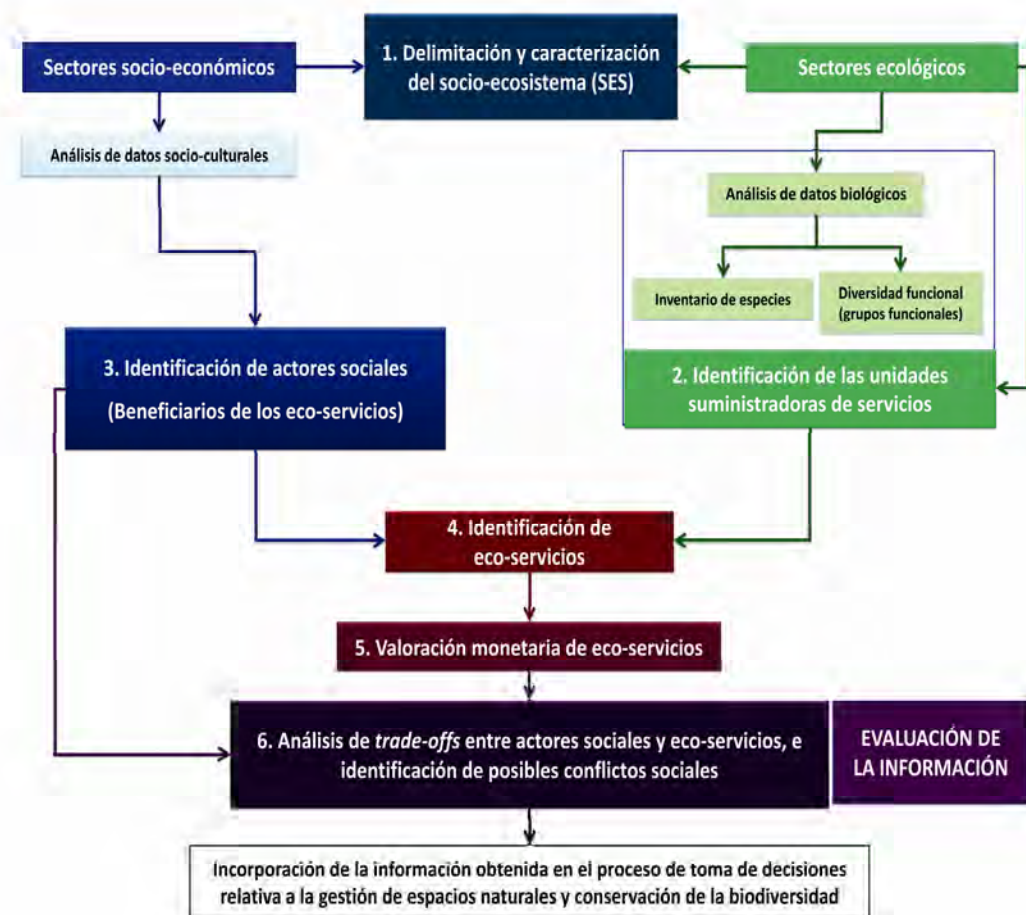 Sectores socio-económicos
1. Delimitación y caracterización
del socio-ecosistema (SES)
Sectores ecológicos
Análisis de datos socio-culturales
Análisis de datos biológicos
Inventario de especies
Diversidad funcional
(grupos funcionales)
3. Identificación de actores sociales
(Beneficiarios de los eco-servicios)
2. Identificación de las unidades
suministradoras de servicios
4. Identificación de
eco-servicios
5. Valoración monetaria de eco-servicios
6. Análisis de trade-offs entre actores sociales y eco-servicios, e
identificación de posibles conflictos sociales
EVALUACIÓN DE
LA INFORMACIÓN
Incorporación de la información obtenida en el proceso de toma de decisiones
relativa a la gestión de espacios naturales y conservación de la biodiversidad